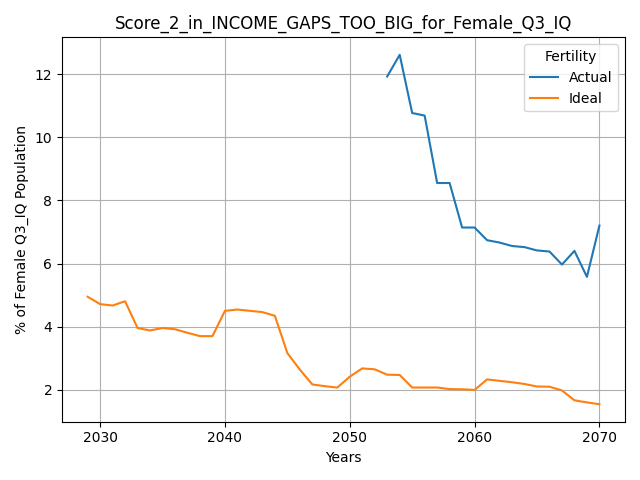 Score_2_in_INCOME_GAPS_TOO_BIG_for_Female_Q3_IQ
Fertility
Actual
Ideal
% of Female Q3_IQ Population
12
10
8
6
4
2
2030 2040 2050 2060 2070
Years